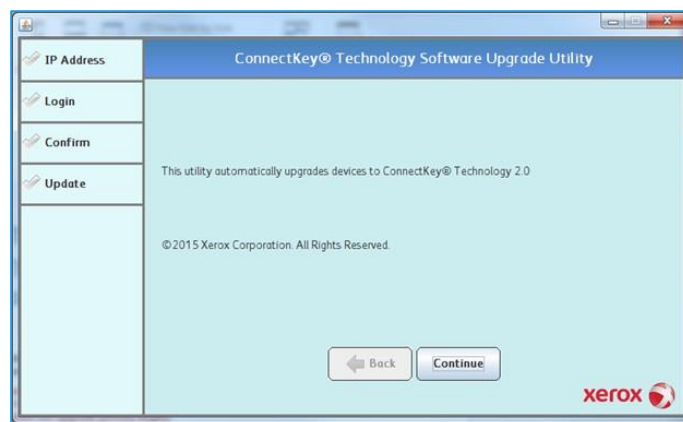 ConnectKey® Technology Software Upgrade Utility
IP Address
Login
Confirm
Update
This utility automatically upgrades devices to ConnectKey® Technology 2.0
©2015 Xerox Corporation. All Rights Reserved.
Back
Continue
xerox